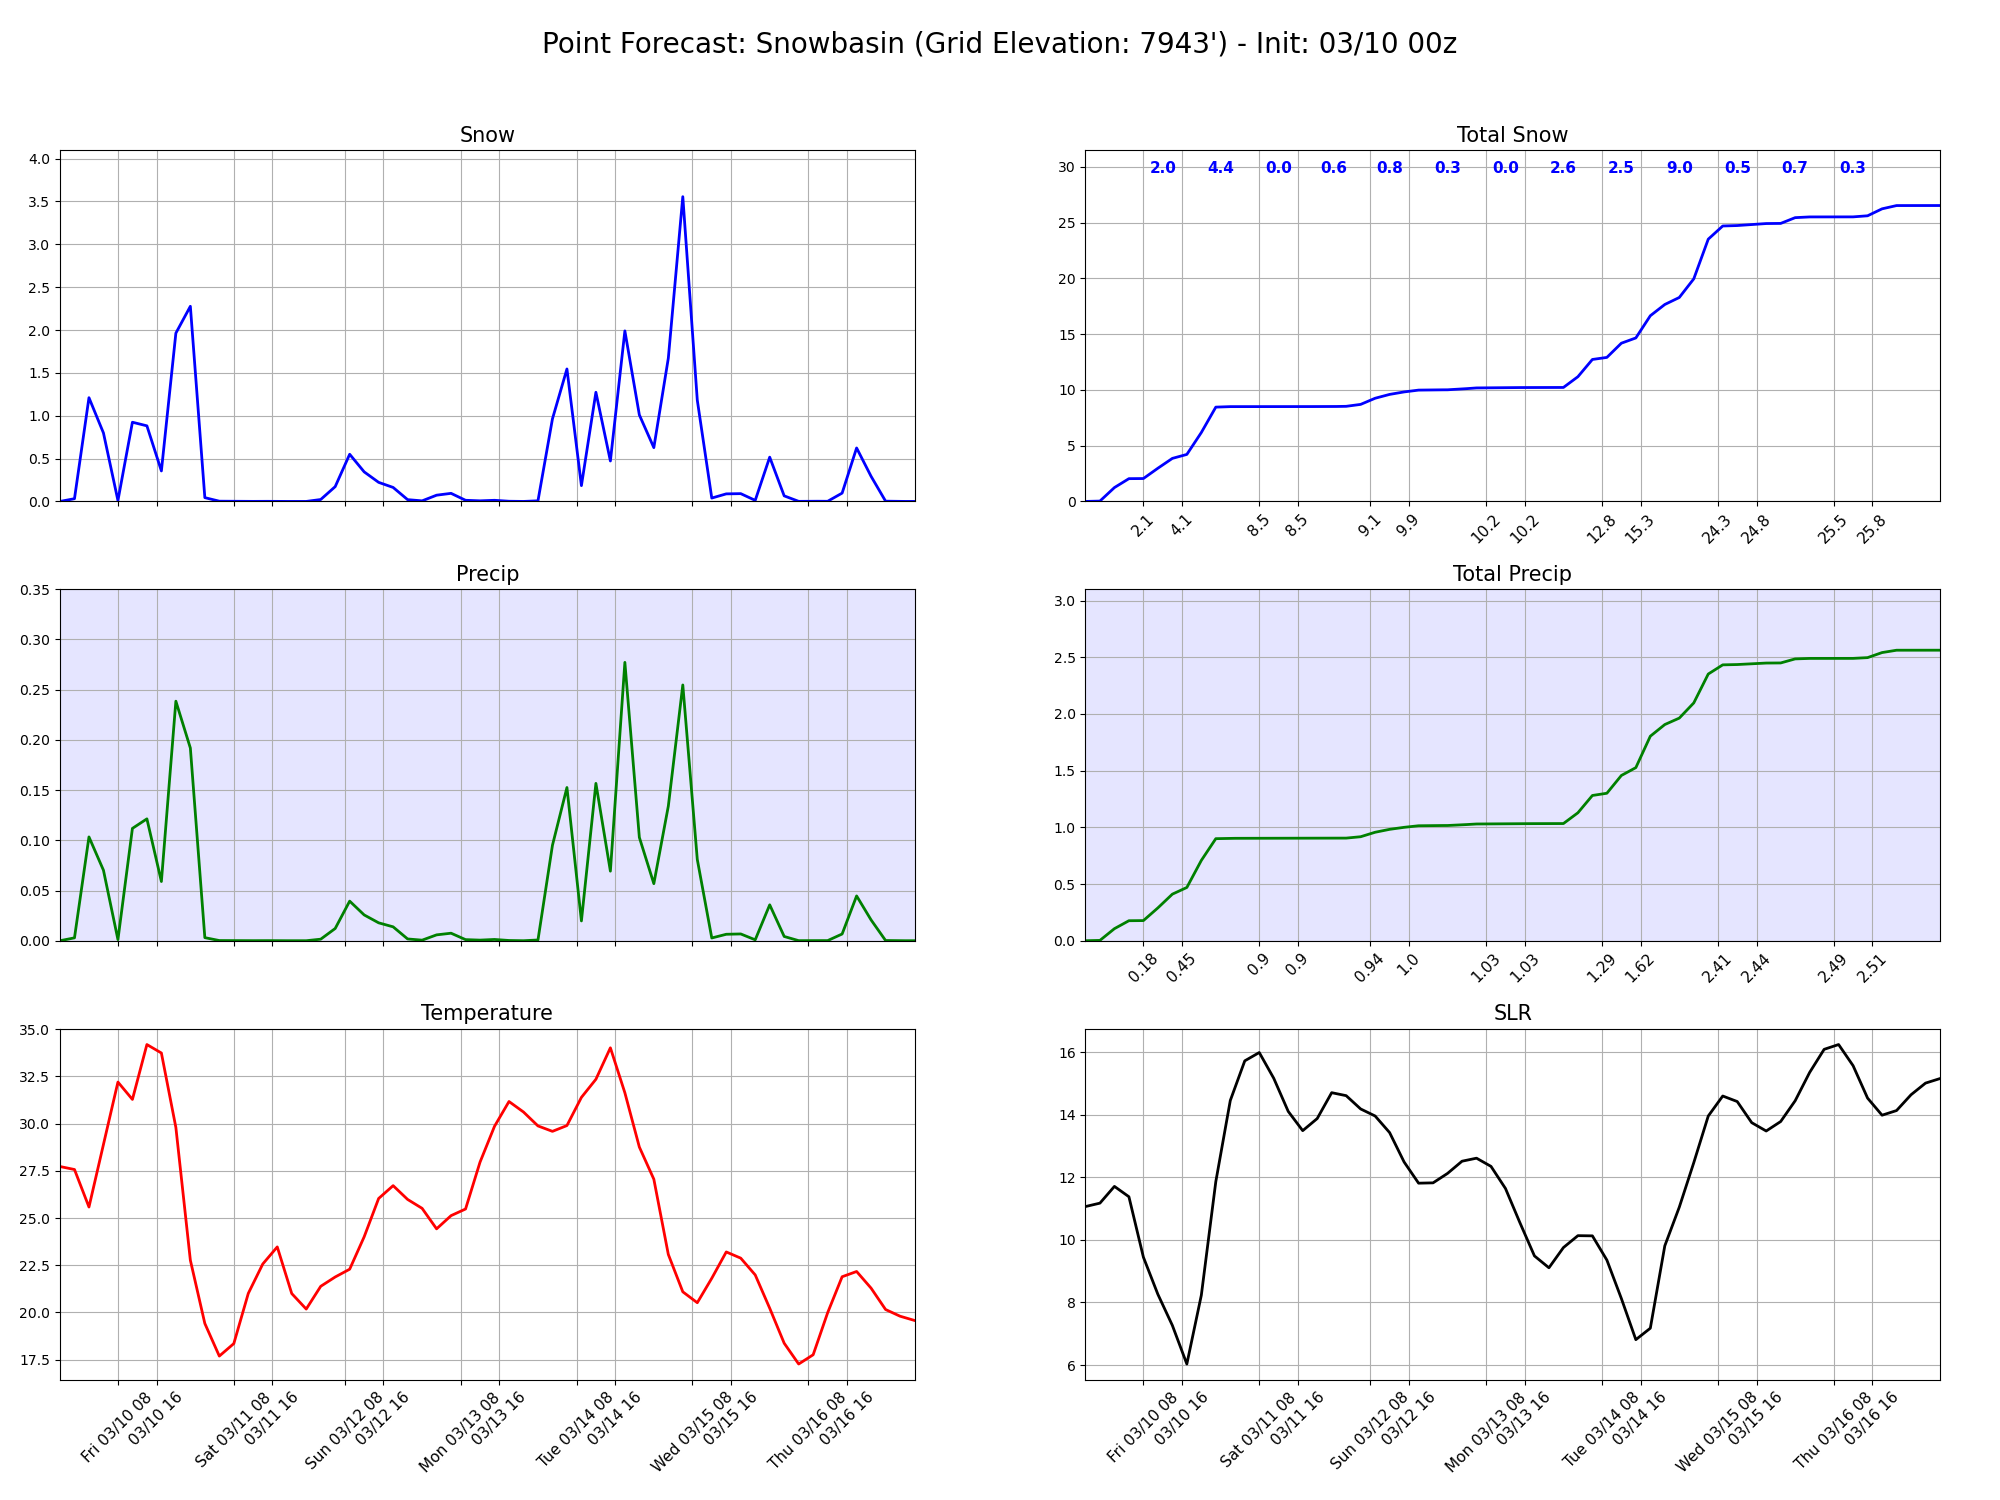 Point Forecast: Snowbasin (Grid Elevation: 7943') - Init: 03/10 00z
Snow
4.0
3.5
3.0
2.5
2.0
1.5
1.0
0.5
0.0
Total Snow
2.0 4.4 0.0 0.6 0.8 0.3 0.0 2.6 2.5 9.0 0.5 0.7 0.3
30
25
20
15
10
5
0
2.1 4.1 8.5 8.5 9.1 9.9 10.2 10.2 12.8 15.3 24.3 24.8 25.5 25.8
Precip
0.35
0.30
0.25
0.20
0.15
0.10
0.05
0.00
Total Precip
3.0
2.5
2.0
1.5
1.0
0.5
0.0
0.18 0.45 0.9 0.9 0.94 1.0 1.03 1.03 1.29 1.62 2.41 2.44 2.49 2.51
Temperature
35.0
32.5
30.0
27.5
25.0
22.5
20.0
17.5
Fri 03/10 08
03/10 16
Sat 03/11 08
03/11 16
Sun 03/12 08
03/12 16
Mon 03/13 08
03/13 16
Tue 03/14 08
03/14 16
Wed 03/15 08
03/15 16
Thu 03/16 08
03/16 16
SLR
16
14
12
10
8
6
Fri 03/10 08
03/10 16
Sat 03/11 08
03/11 16
Sun 03/12 08
03/12 16
Mon 03/13 08
03/13 16
Tue 03/14 08
03/14 16
Wed 03/15 08
03/15 16
Thu 03/16 08
03/16 16